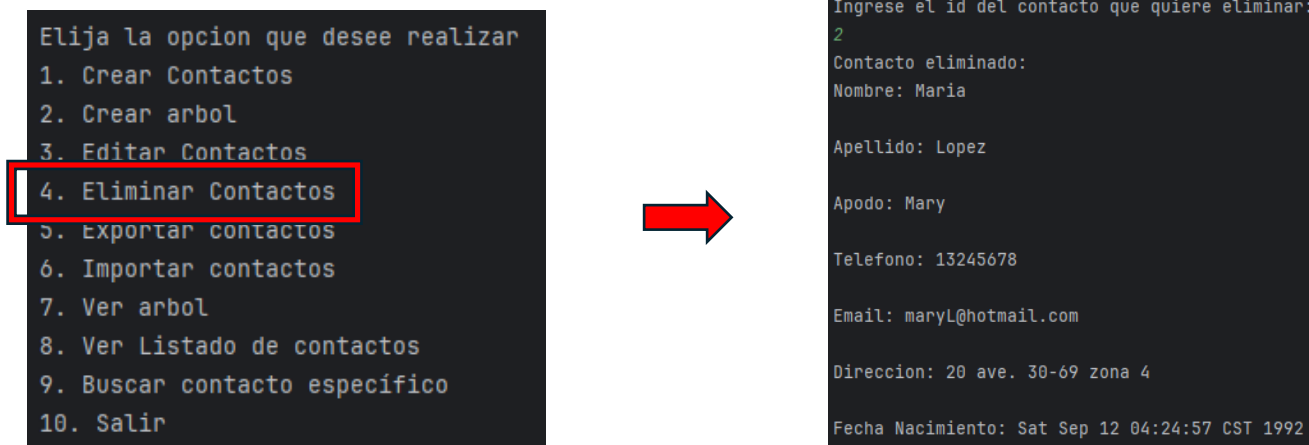 Elija la opcion que desee realizar
1. Crear Contactos
2. Crear arbol
3. Editar Contactos
4. Eliminar Contactos
5. Exportar contactos
6. Importar contactos
7. Ver arbol
8. Ver Listado de contactos
9. Buscar contacto específico
10. Salir
Ingrese el id del contacto que quiere eliminar:
2
Contacto eliminado:
Nombre: Maria
Apellido: Lopez
Apodo: Mary
Telefono: 13245678
Email: maryL@hotmail.com
Direccion: 20 ave. 30-69 zona 4
Fecha Nacimiento: Sat Sep 12 04:24:57 CST 1992